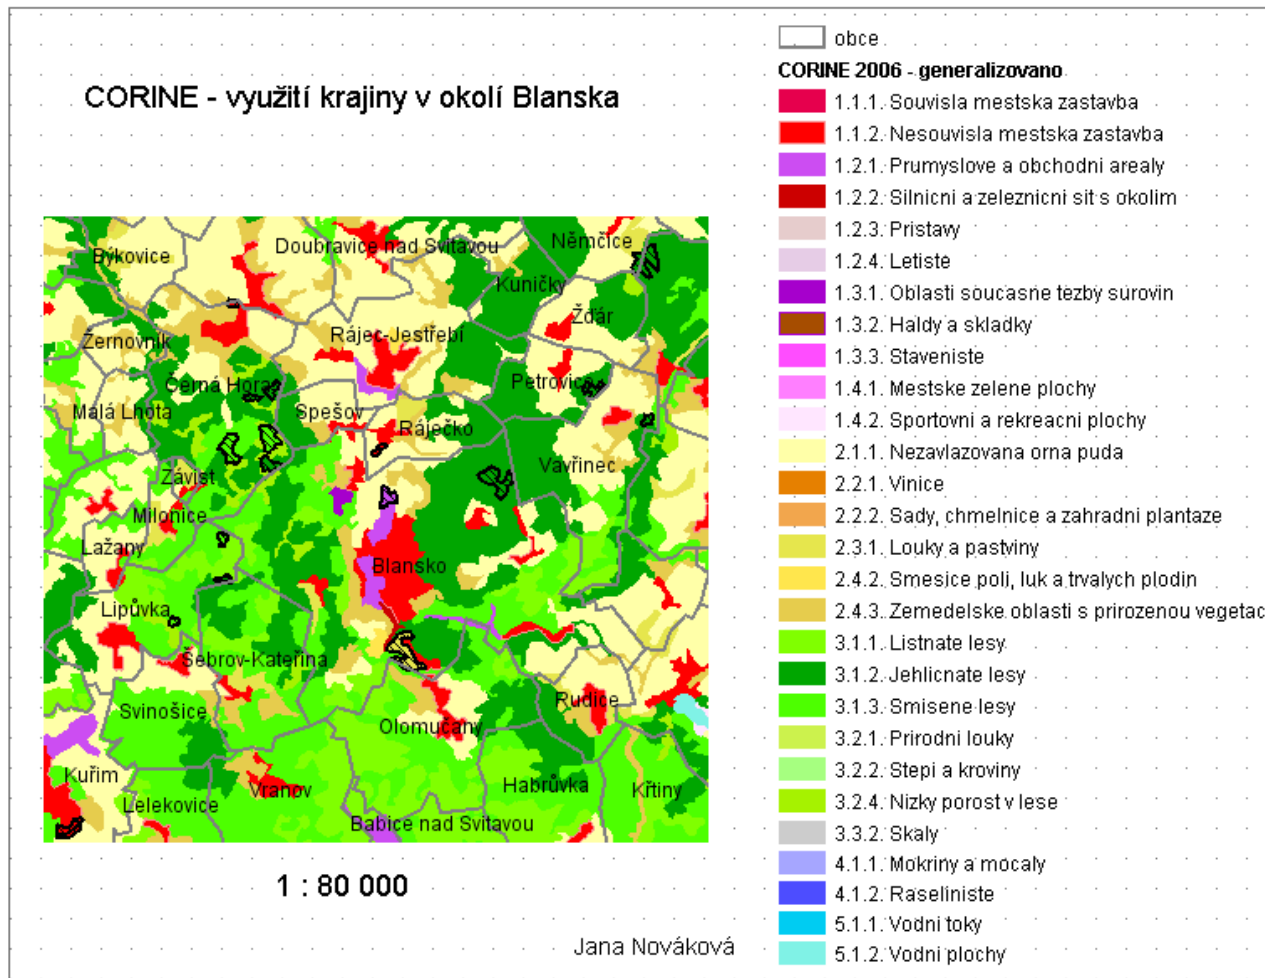 CORINE - využití krajiny v okolí Blanska
Býkovice
Doubravice nad Svitavou
Němčice
Kuničky
Žďár
Žernovník
Rájec-Jestřebí
Černá Hora
Petrovice
Malá Lhota
Spešov
Ráječko
Vavřinec
Závist
Milonice
Lažany
Blansko
Lipůvka
Šebrov-Kateřina
Svinošice
Olomučany
Rudice
Kuřim
Lelekovice
Vranov
Habrůvka
Křtiny
Babice nad Svitavou
1 : 80 000
Jana Nováková
obce
CORINE 2006 - generalizovano
1.1.1. Souvisla mestska zastavba
1.1.2. Nesouvisla mestska zastavba
1.2.1. Prumyslove a obchodni arealy
1.2.2. Silnicni a zeleznicni sit s okolim
1.2.3. Pristavy
1.2.4. Letiste
1.3.1. Oblasti soucasne tezby surovin
1.3.2. Haldy a skladky
1.3.3. Staveniste
1.4.1. Mestske zelene plochy
1.4.2. Sportovni a rekreacni plochy
2.1.1. Nezavlazovana orna puda
2.2.1. Vinice
2.2.2. Sady, chmelnice a zahradni plantaze
2.3.1. Louky a pastviny
2.4.2. Smesice poli, luk a trvalych plodin
2.4.3. Zemedelske oblasti s prirozenou vegetac
3.1.1. Listnate lesy
3.1.2. Jehlicnate lesy
3.1.3. Smisene lesy
3.2.1. Prirodni louky
3.2.2. Stepi a kroviny
3.2.4. Nizky porost v lese
3.3.2. Skaly
4.1.1. Mokriny a mocaly
4.1.2. Raseliniste
5.1.1. Vodni toky
5.1.2. Vodni plochy